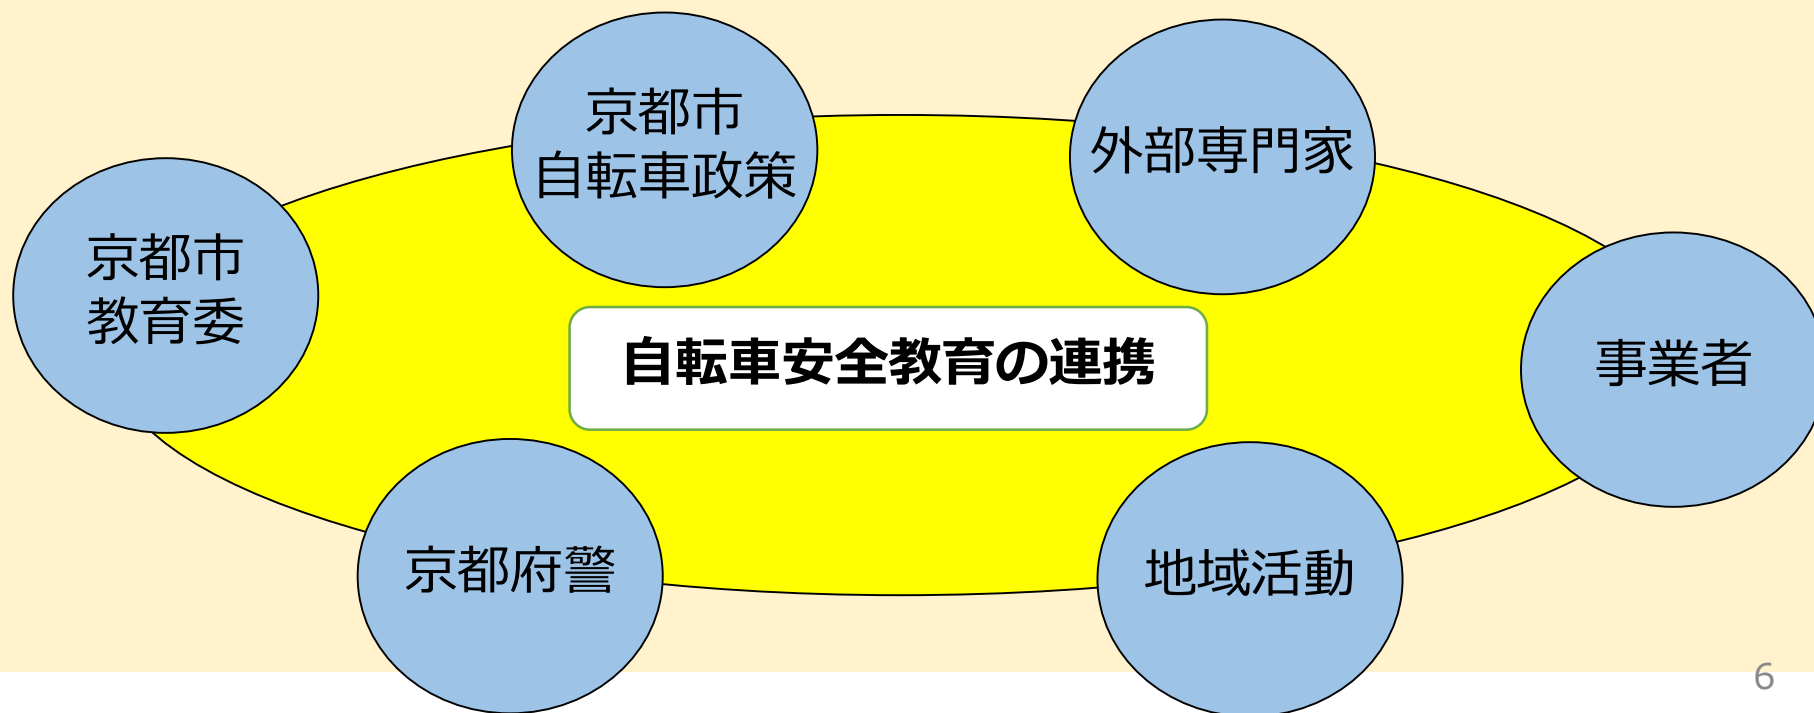 京都市
自転車政策
外部専門家
京都市
教育委
自転車安全教育の連携
事業者
京都府警
地域活動
6